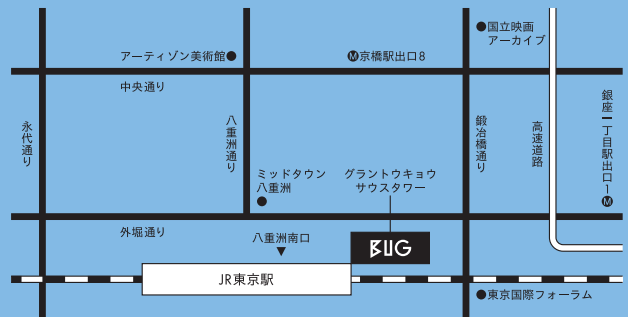 国立映画
アーカイブ
アーティゾン美術館
M京橋駅出口8
中央通り
永代通り
八重洲通り
鍛冶橋通り
高速道路
銀座一丁目駅出口1M
ミッドタウン
八重洲
グラントウキョウ
サウスタワー
外堀通り
八重洲南口
BUG
JR東京駅
東京国際フォーラム